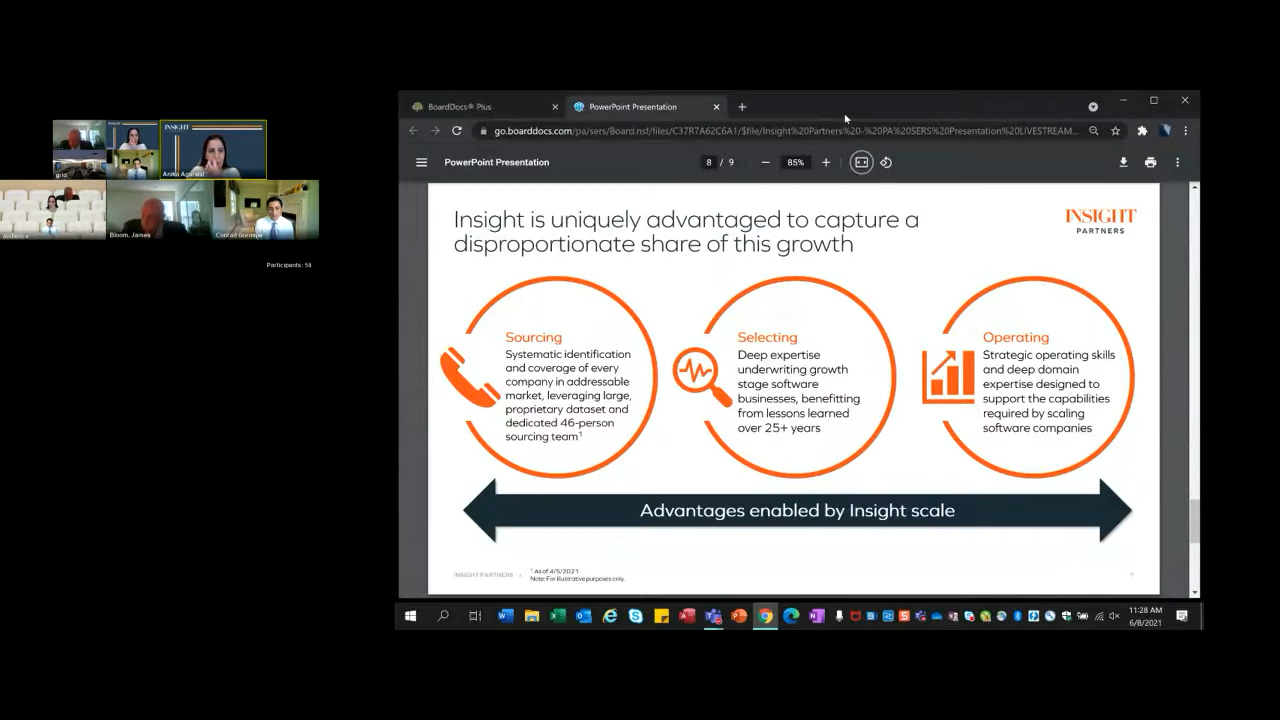 INSIGHT
INSIGHT
grid
Anika Agarwal
audience
Bloom, James
Conrad Gorospe
Participants: 58
BoardDocs® Plus
PowerPoint Presentation
go.boarddocs.com/pa/sers/Board.nsf/files/C37R7A62C6A1/$file/Insight%20Partners%20-%20PA%20SERS%20Presentation%20LIVESTREAM...
PowerPoint Presentation
8 / 9
85%
Insight is uniquely advantaged to capture a
disproportionate share of this growth
INSIGHT
PARTNERS
Sourcing
Systematic identification
and coverage of every
company in addressable
market, leveraging large,
proprietary dataset and
dedicated 46-person
sourcing team1
Selecting
Deep expertise
underwriting growth
stage software
businesses, benefitting
from lessons learned
over 25+ years
Operating
Strategic operating skills
and deep domain
expertise designed to
support the capabilities
required by scaling
software companies
Advantages enabled by Insight scale
INSIGHT PARTNERS
1 As of 4/5/2021.
Note: For illustrative purposes only.
7
11:28 AM
6/8/2021